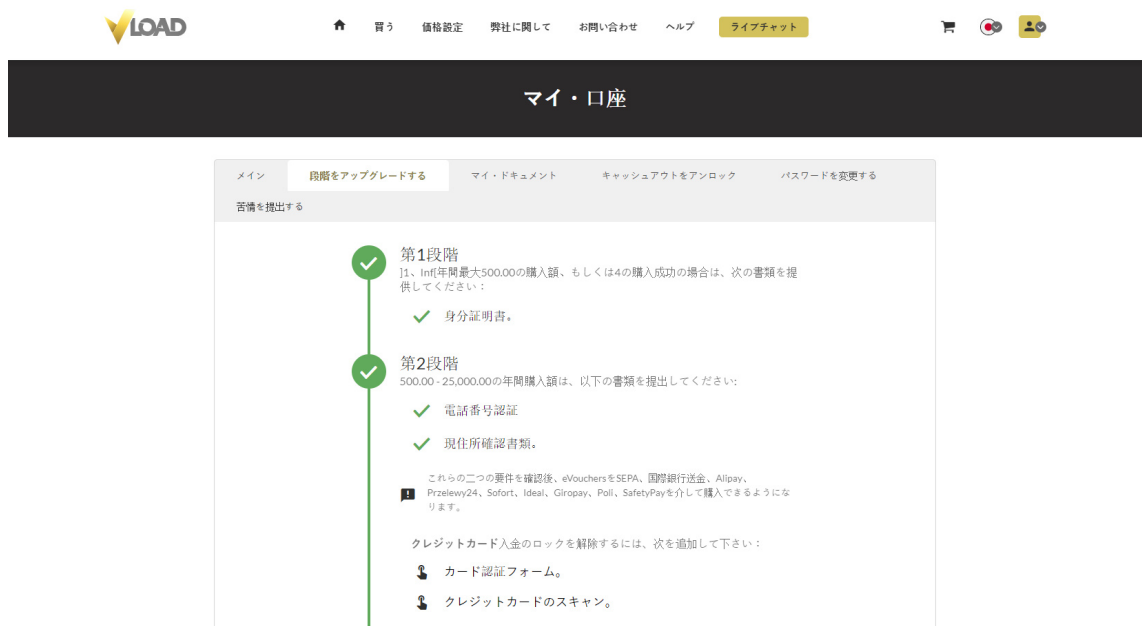 VLOAD
買う 価格設定 弊社に関して お問い合わせ ヘルプ ライブチャット
マイ・口座
メイン 段階をアップグレードする マイ・ドキュメント キャッシュアウトをアンロック パスワードを変更する
苦情を提出する
第1段階
]1、Inf[年間最大500.00の購入額、もしくは4の購入成功の場合は、次の書類を提
供してください：
身分証明書。
第2段階
500.00 - 25,000.00の年間購入額は、以下の書類を提出してください:
電話番号認証
現住所確認書類。
これらの二つの要件を確認後、eVouchersをSEPA、国際銀行送金、Alipay、
Przelewy24、Sofort、Ideal、Giropay、Poli、SafetyPayを介して購入できるようにな
ります。
クレジットカード入金のロックを解除するには、次を追加して下さい：
カード認証フォーム。
クレジットカードのスキャン。